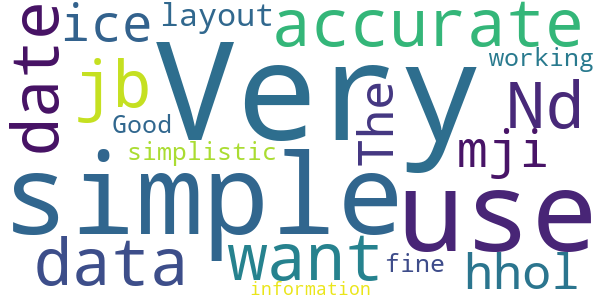 date
ice
layout
accurate
working
jb
Very
Nd
Good
The
simplistic
mji
simple
use
data
want
fine
hhol
information